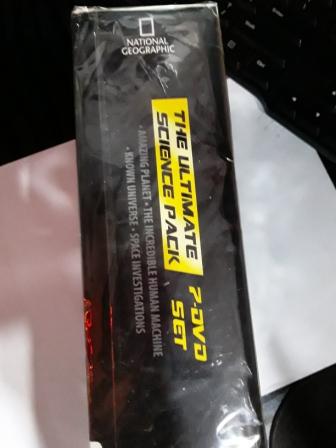 NATIONAL
GEOGRAPHIC
THE ULTIMATE
SCIENCE PACK
7-DVD
SET
• AMAZING PLANET • THE INCREDIBLE HUMAN MACHINE
• KNOWN UNIVERSE • SPACE INVESTIGATIONS